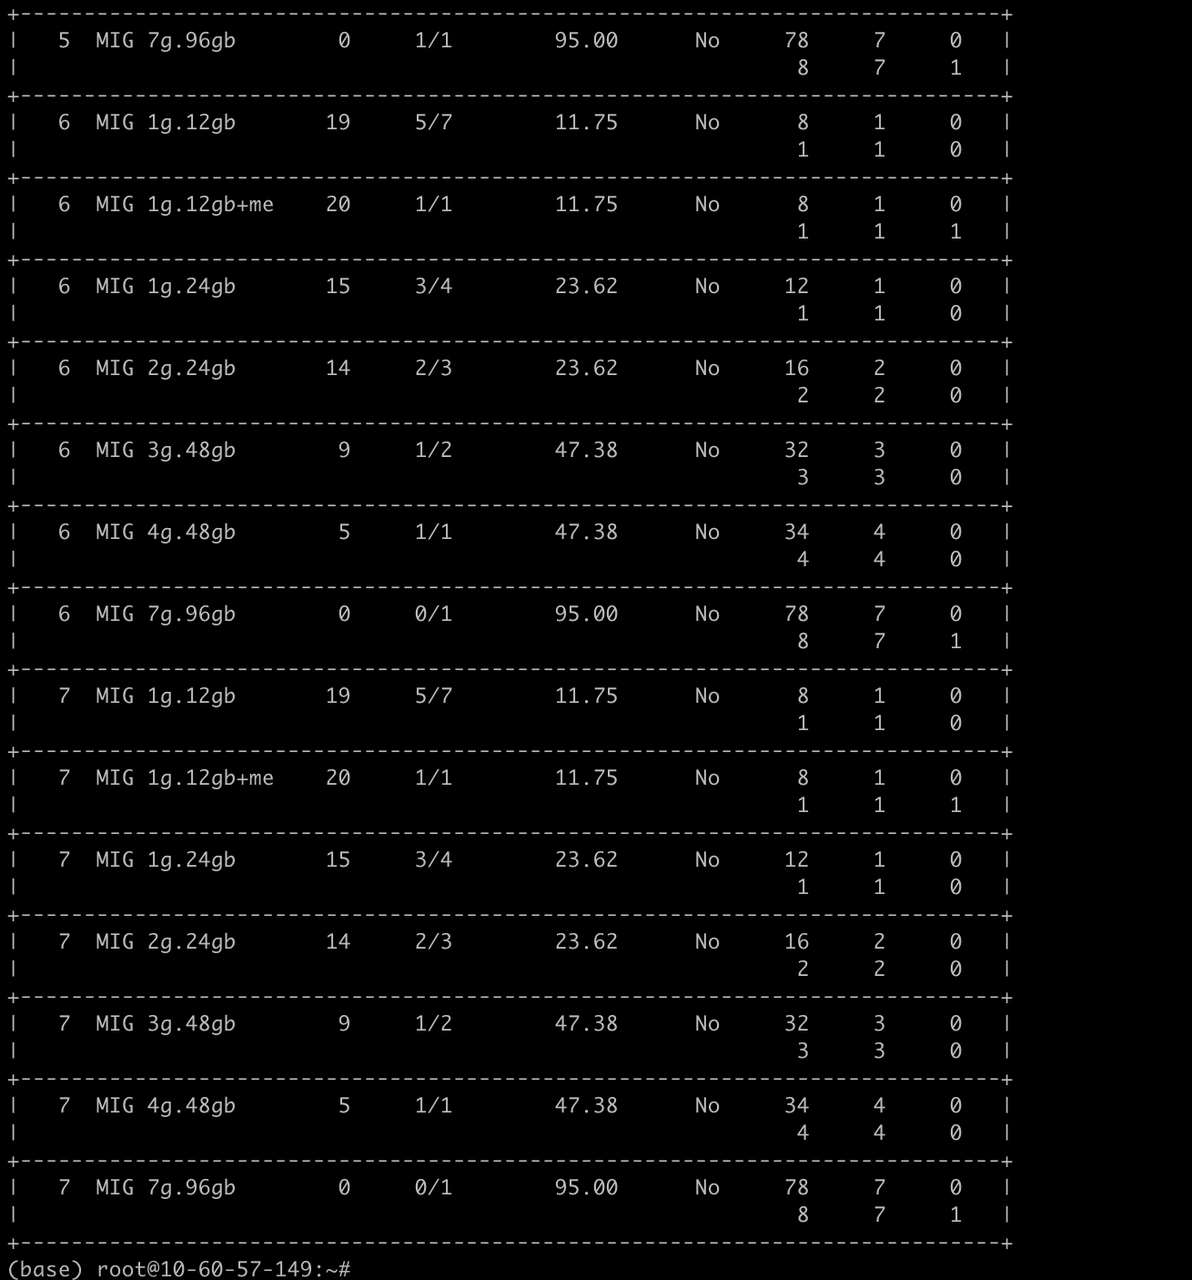 +-----------------------------------------------------------------------------+
|   5  MIG 7g.96gb        0     1/1        95.00      No     78     7     0   |
|                                                             8     7     1   |
+-----------------------------------------------------------------------------+
|   6  MIG 1g.12gb       19     5/7        11.75      No      8     1     0   |
|                                                             1     1     0   |
+-----------------------------------------------------------------------------+
|   6  MIG 1g.12gb+me    20     1/1        11.75      No      8     1     0   |
|                                                             1     1     1   |
+-----------------------------------------------------------------------------+
|   6  MIG 1g.24gb       15     3/4        23.62      No     12     1     0   |
|                                                             1     1     0   |
+-----------------------------------------------------------------------------+
|   6  MIG 2g.24gb       14     2/3        23.62      No     16     2     0   |
|                                                             2     2     0   |
+-----------------------------------------------------------------------------+
|   6  MIG 3g.48gb        9     1/2        47.38      No     32     3     0   |
|                                                             3     3     0   |
+-----------------------------------------------------------------------------+
|   6  MIG 4g.48gb        5     1/1        47.38      No     34     4     0   |
|                                                             4     4     0   |
+-----------------------------------------------------------------------------+
|   6  MIG 7g.96gb        0     0/1        95.00      No     78     7     0   |
|                                                             8     7     1   |
+-----------------------------------------------------------------------------+
|   7  MIG 1g.12gb       19     5/7        11.75      No      8     1     0   |
|                                                             1     1     0   |
+-----------------------------------------------------------------------------+
|   7  MIG 1g.12gb+me    20     1/1        11.75      No      8     1     0   |
|                                                             1     1     1   |
+-----------------------------------------------------------------------------+
|   7  MIG 1g.24gb       15     3/4        23.62      No     12     1     0   |
|                                                             1     1     0   |
+-----------------------------------------------------------------------------+
|   7  MIG 2g.24gb       14     2/3        23.62      No     16     2     0   |
|                                                             2     2     0   |
+-----------------------------------------------------------------------------+
|   7  MIG 3g.48gb        9     1/2        47.38      No     32     3     0   |
|                                                             3     3     0   |
+-----------------------------------------------------------------------------+
|   7  MIG 4g.48gb        5     1/1        47.38      No     34     4     0   |
|                                                             4     4     0   |
+-----------------------------------------------------------------------------+
|   7  MIG 7g.96gb        0     0/1        95.00      No     78     7     0   |
|                                                             8     7     1   |
+-----------------------------------------------------------------------------+
(base) root@10-60-57-149:~#